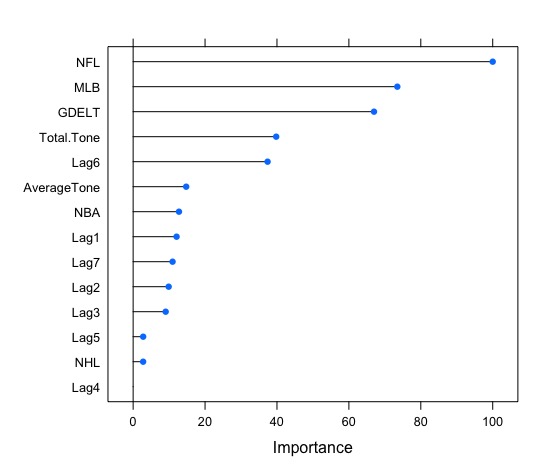 NFL
MLB
GDELT
Total.Tone
Lag6
AverageTone
NBA
Lag1
Lag7
Lag2
Lag3
Lag5
NHL
Lag4
0 20 40 60 80 100
Importance